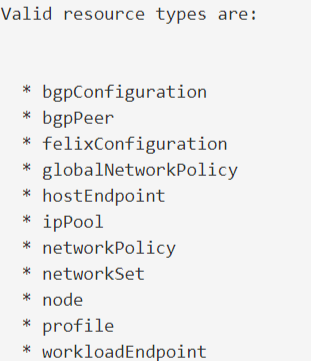 Valid resource types are:
* bgpConfiguration
* bgpPeer
* felixConfiguration
* globalNetworkPolicy
* hostEndpoint
* ipPool
* networkPolicy
* networkSet
* node
* profile
* workloadEndpoint